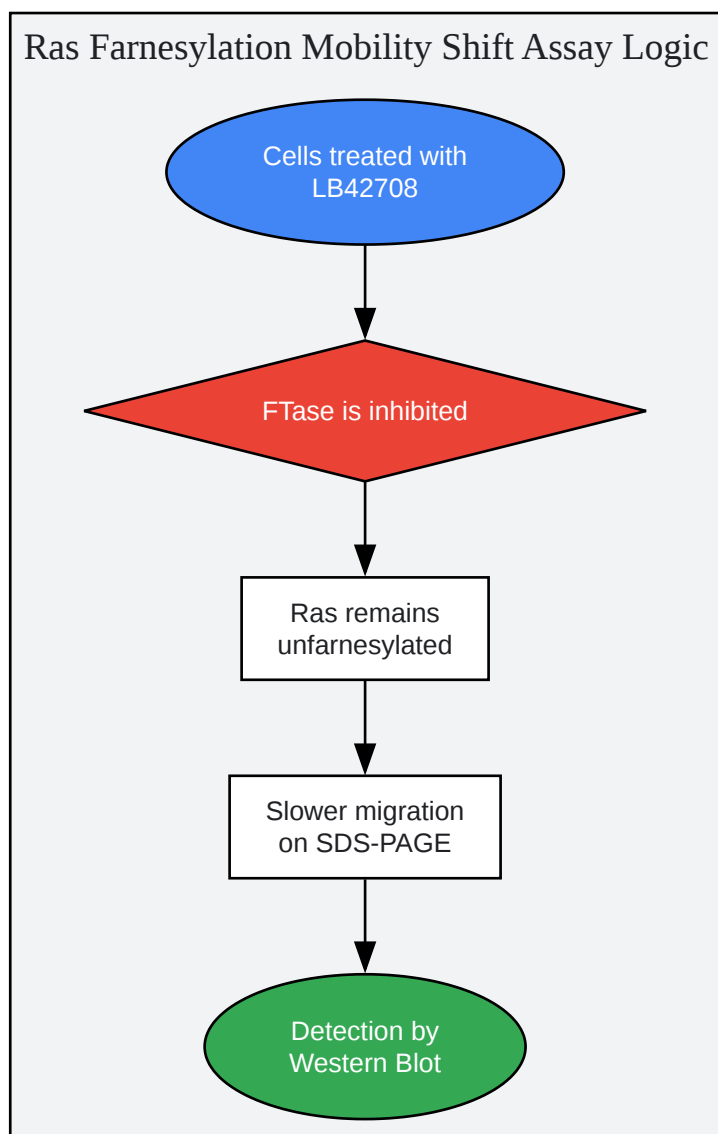 Ras Farnesylation Mobility Shift Assay Logic
Cells treated with
LB42708
FTase is inhibited
Ras remains
unfarnesylated
Slower migration
on SDS-PAGE
Detection by
Western Blot